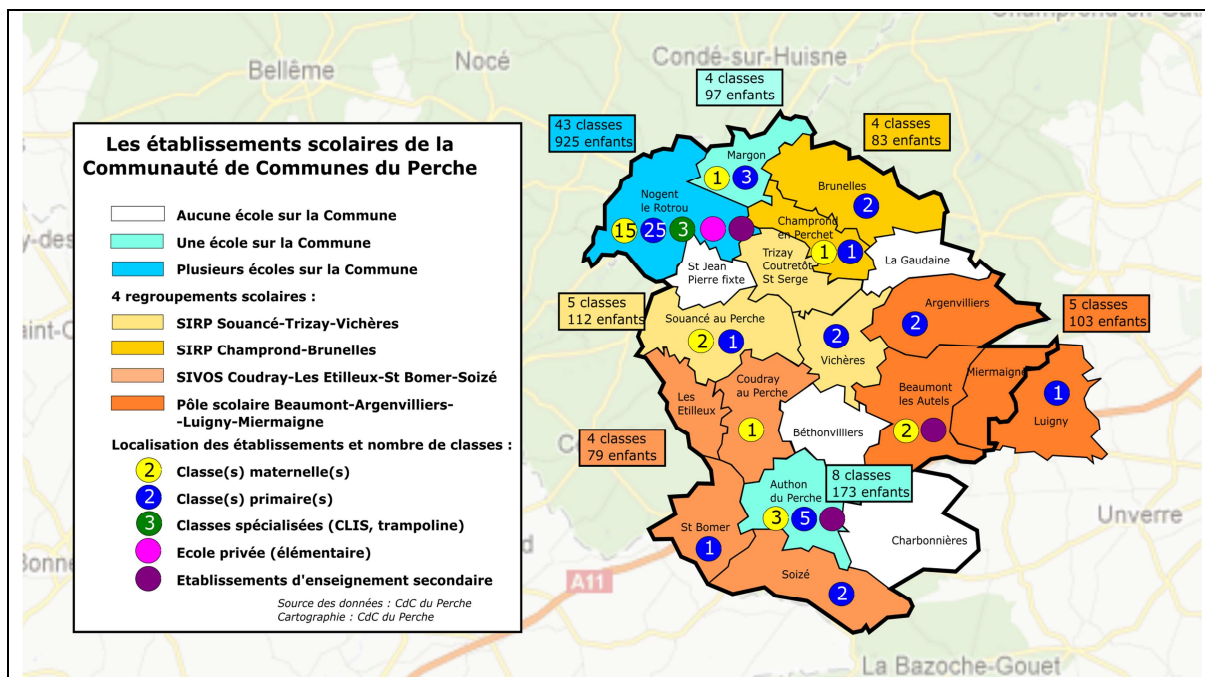 Champrond-en-Gât
Condé-sur-Huisne
Nocé
Bellême
Les établissements scolaires de la
Communauté de Communes du Perche
Aucune école sur la Commune
Une école sur la Commune
Plusieurs écoles sur la Commune
4 regroupements scolaires :
SIRP Souancé-Trizay-Vichères
SIRP Champrond-Brunelles
SIVOS Coudray-Les Etilleux-St Bomer-Soizé
Pôle scolaire Beaumont-Argenvilliers-
-Luigny-Miermaigne
Localisation des établissements et nombre de classes :
2 Classe(s) maternelle(s)
2 Classe(s) primaire(s)
3 Classes spécialisées (CLIS, trampoline)
Ecole privée (élémentaire)
Etablissements d'enseignement secondaire
Source des données : CdC du Perche
Cartographie : CdC du Perche
4 classes
97 enfants
43 classes
925 enfants
4 classes
83 enfants
Margon
1 3
Brunelles
2
Nogent
le Rotrou
15 25 3
Champrond
en Perchet
1 1
La Gaudaine
St Jean
Pierre fixte
Trizay
Coutretôt
St Serge
5 classes
112 enfants
Argenvilliers
2
5 classes
103 enfants
Souancé au Perche
2 1
2
Vichères
Miermaigne
Beaumont
les Autels
2
1
Luigny
Coudray
au Perche
1
Les
Etilleux
Béthonvilliers
4 classes
79 enfants
8 classes
173 enfants
Authon
du Perche
3 5
St Bomer
1
Charbonnières
Soizé
2
Unverre
A11
La Bazoche-Gouet